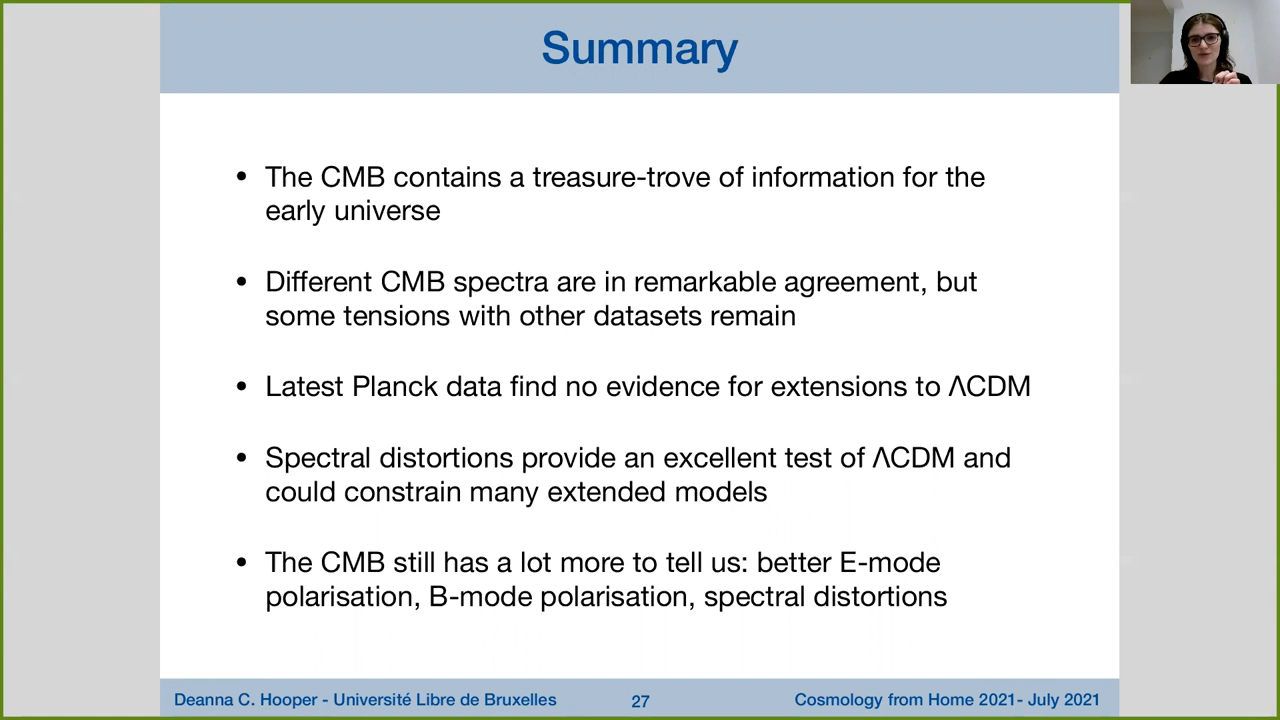 Summary
• The CMB contains a treasure-trove of information for the
early universe
• Different CMB spectra are in remarkable agreement, but
some tensions with other datasets remain
• Latest Planck data find no evidence for extensions to ΛCDM
• Spectral distortions provide an excellent test of ΛCDM and
could constrain many extended models
• The CMB still has a lot more to tell us: better E-mode
polarisation, B-mode polarisation, spectral distortions
Deanna C. Hooper - Université Libre de Bruxelles
27
Cosmology from Home 2021- July 2021